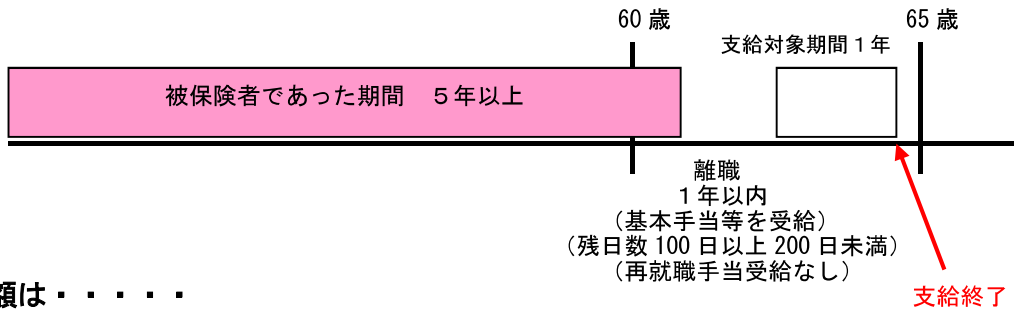 60 歳
65 歳
支給対象期間１年
被保険者であった期間　５年以上
離職
１年以内
（基本手当等を受給）
（残日数 100 日以上 200 日未満）
（再就職手当受給なし）
額は・・・・・
支給終了